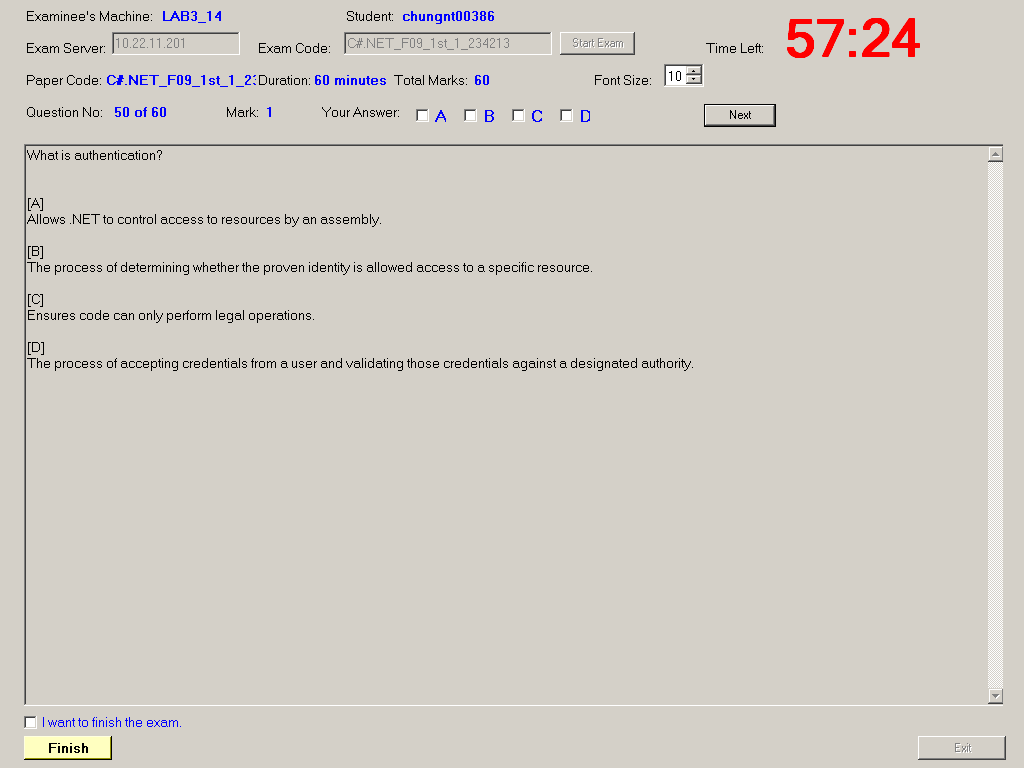 Examinee's Machine: LAB3_14 Student: chungnt00386
Exam Server: 10.22.11.201 Exam Code: C#.NET_F09_1st_1_234213 Start Exam Time Left: 57:24
Paper Code: C#.NET_F09_1st_1_23 Duration: 60 minutes Total Marks: 60 Font Size: 10
Question No: 50 of 60 Mark: 1 Your Answer: A B C D Next
What is authentication?
[A]
Allows .NET to control access to resources by an assembly.
[B]
The process of determining whether the proven identity is allowed access to a specific resource.
[C]
Ensures code can only perform legal operations.
[D]
The process of accepting credentials from a user and validating those credentials against a designated authority.
I want to finish the exam.
Finish Exit